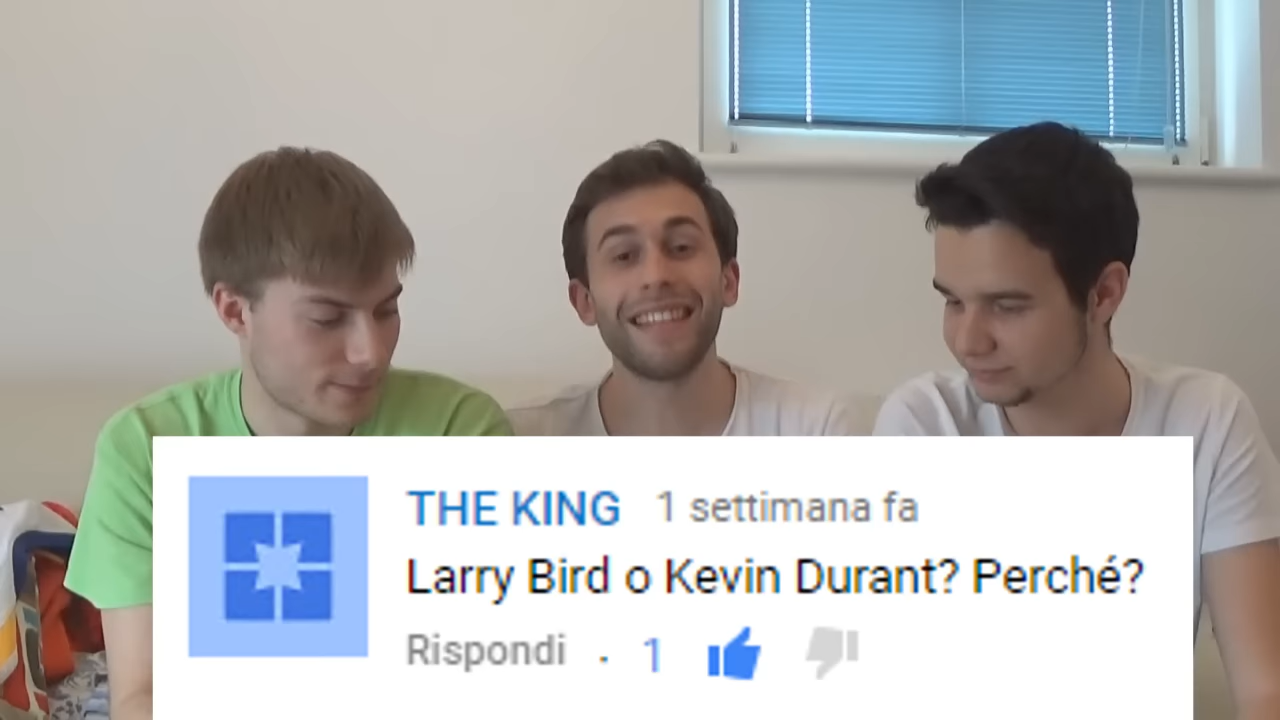 THE KING 1 settimana fa
Larry Bird o Kevin Durant? Perché?
Rispondi · 1